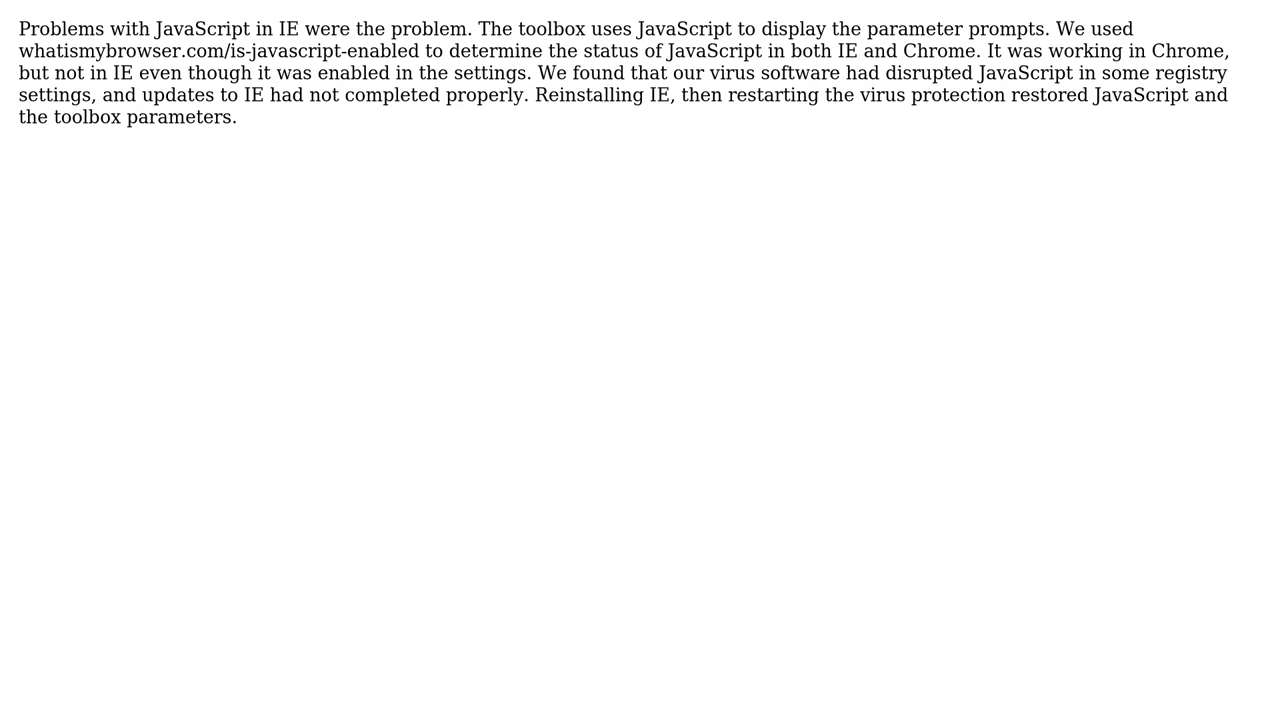 Problems with JavaScript in IE were the problem. The toolbox uses JavaScript to display the parameter prompts. We used
whatismybrowser.com/is-javascript-enabled to determine the status of JavaScript in both IE and Chrome. It was working in Chrome,
but not in IE even though it was enabled in the settings. We found that our virus software had disrupted JavaScript in some registry
settings, and updates to IE had not completed properly. Reinstalling IE, then restarting the virus protection restored JavaScript and
the toolbox parameters.